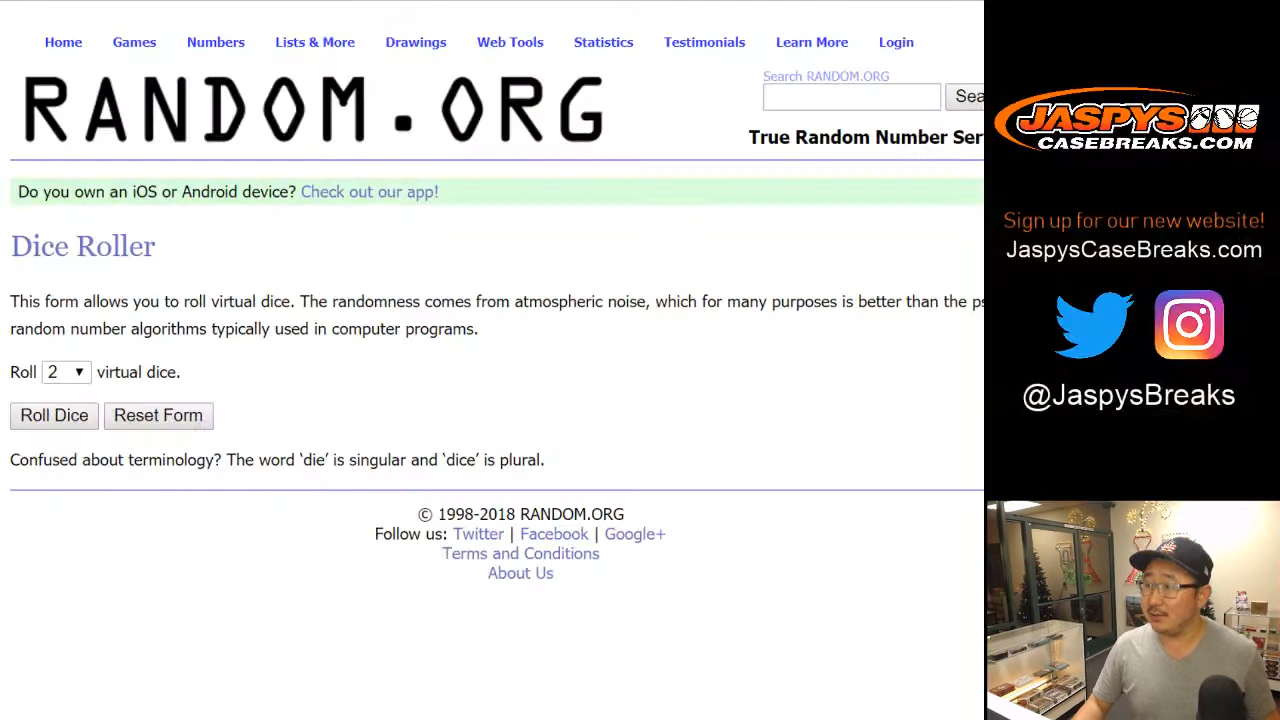 Home Games Numbers Lists & More Drawings Web Tools Statistics Testimonials Learn More Login
RANDOM.ORG
Search RANDOM.ORG
Sea
True Random Number Ser
Do you own an iOS or Android device? Check out our app!
Dice Roller
This form allows you to roll virtual dice. The randomness comes from atmospheric noise, which for many purposes is better than the ps
random number algorithms typically used in computer programs.
Roll 2 virtual dice.
Roll Dice Reset Form
Confused about terminology? The word ‘die’ is singular and ‘dice’ is plural.
© 1998-2018 RANDOM.ORG
Follow us: Twitter | Facebook | Google+
Terms and Conditions
About Us
JASPYS
CASEBREAKS.COM
Sign up for our new website!
JaspysCaseBreaks.com
@JaspysBreaks